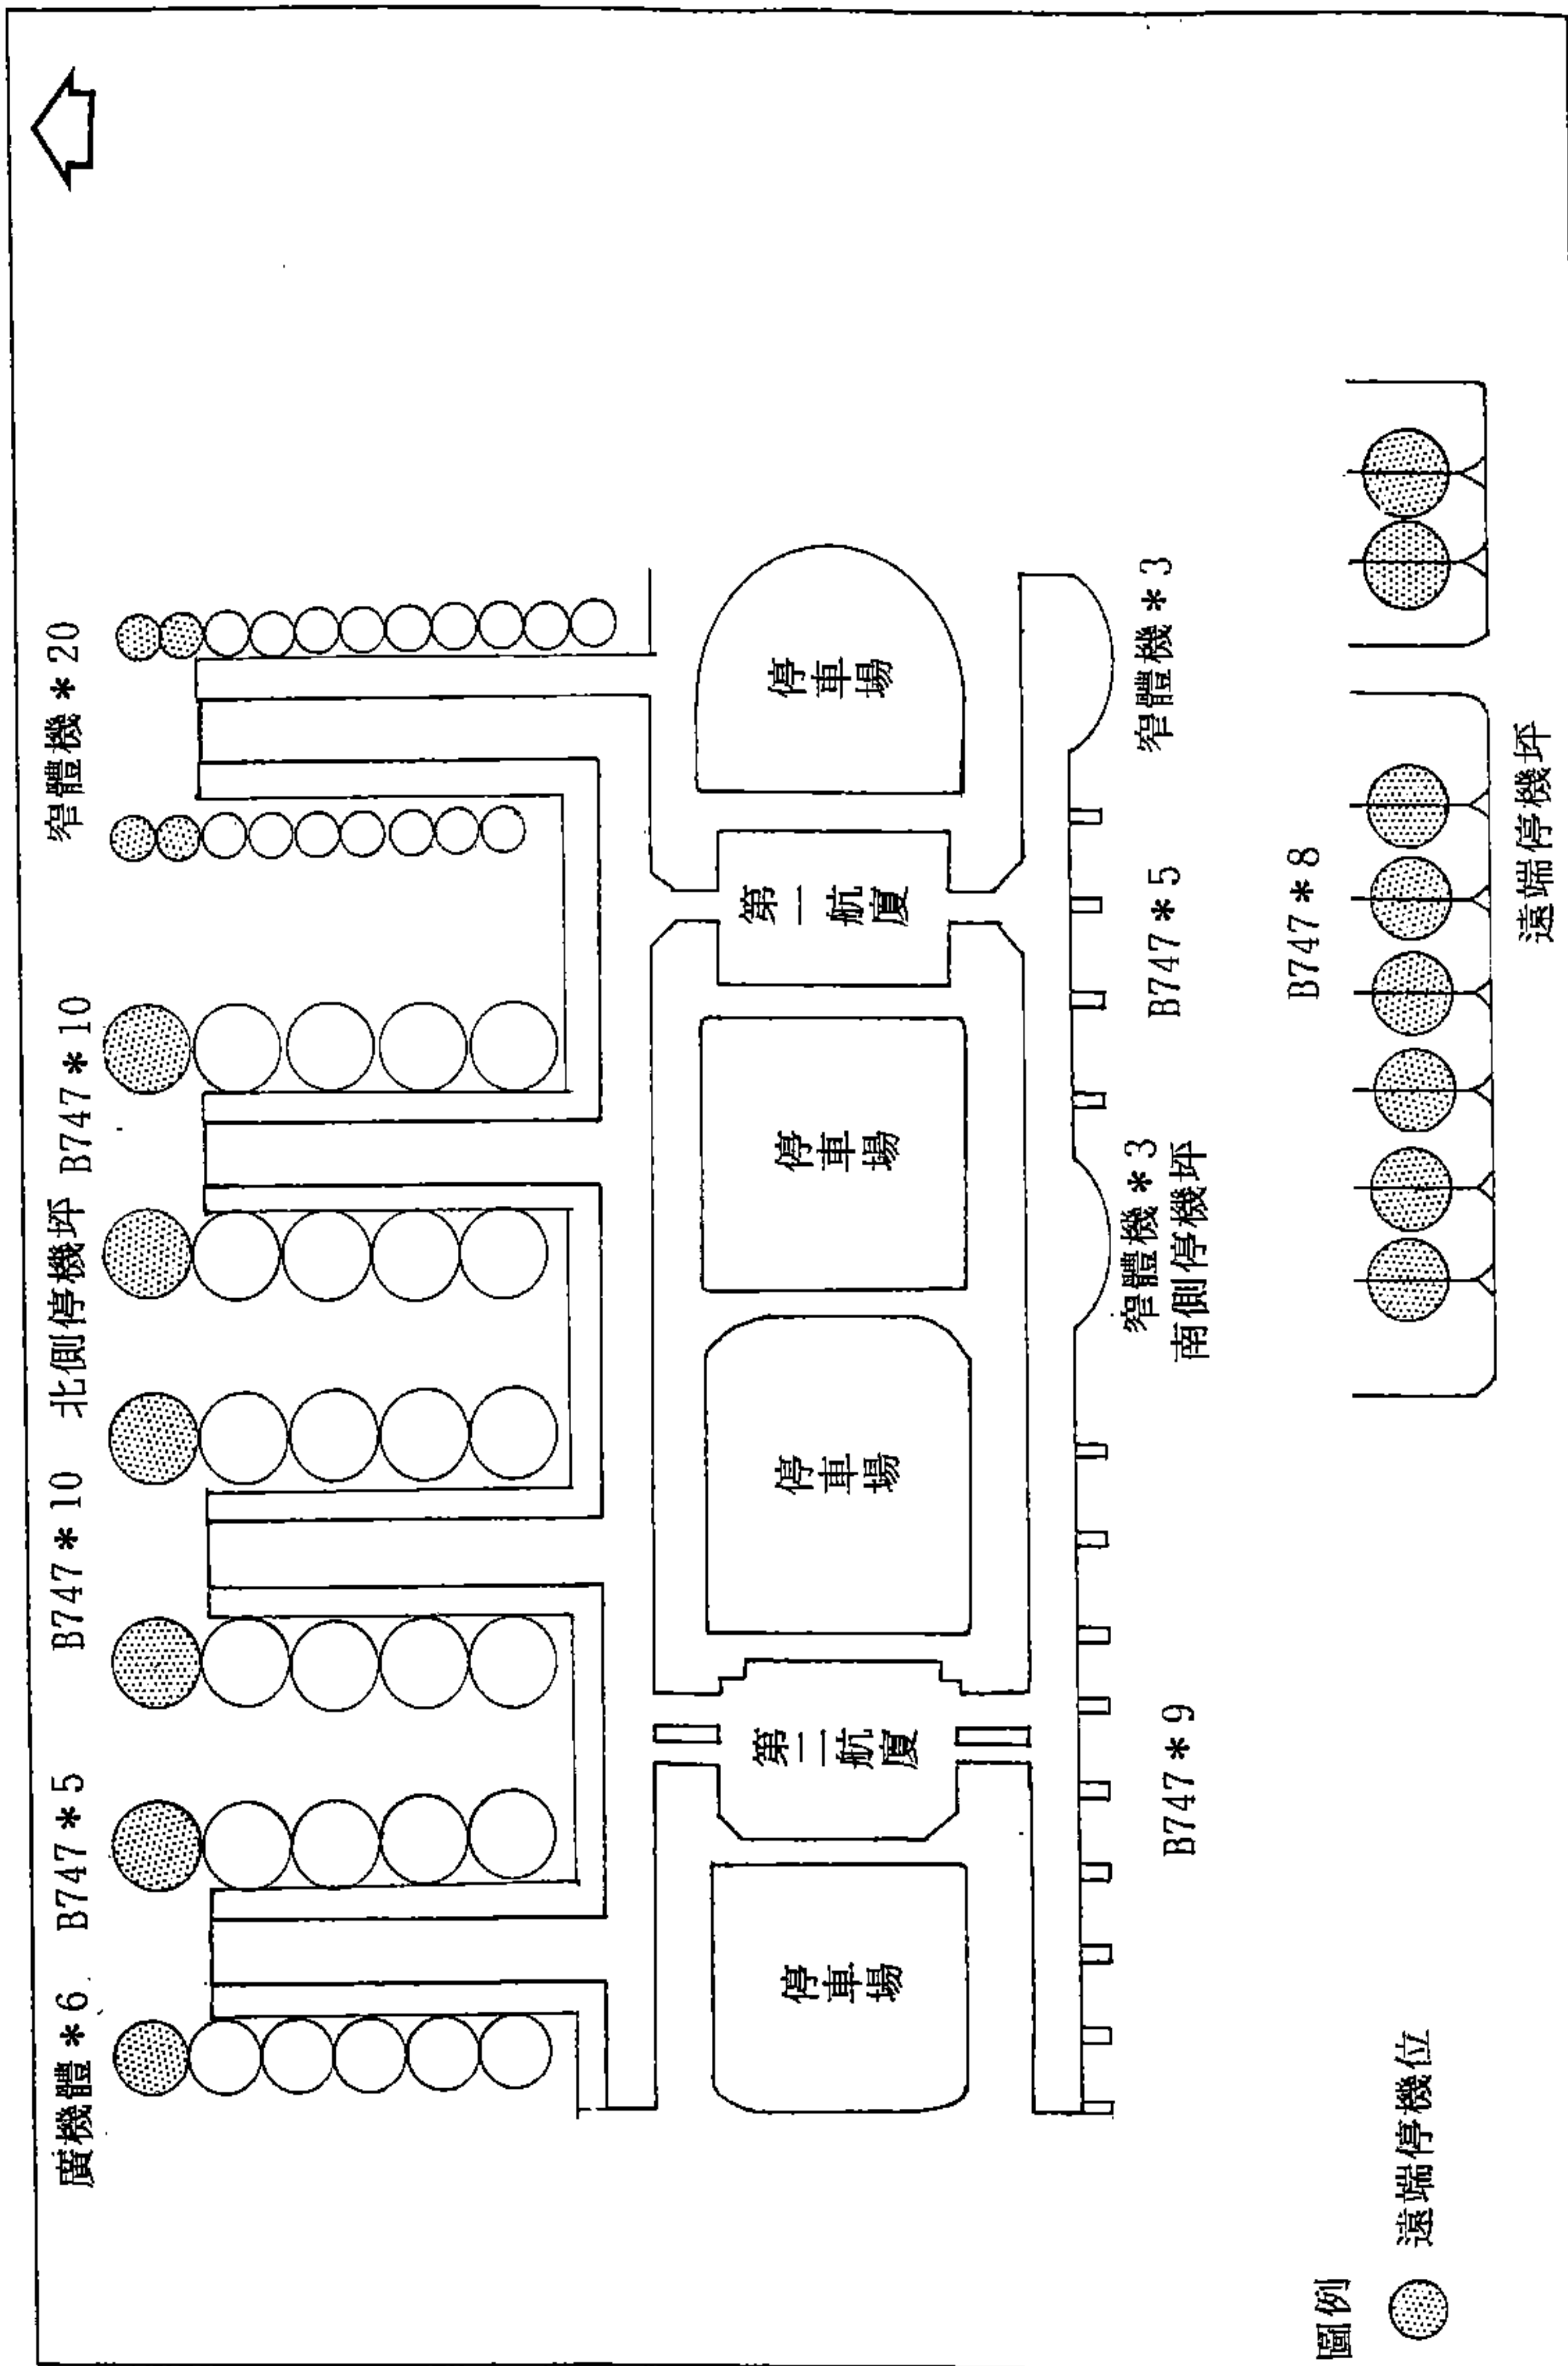 廣機體*6 B747*5 B747*10 北側停機坪 B747*10 窄體機*20
停車場
第二航廈
停車場
停車場
第一航廈
停車場
B747*9
窄體機*3
南側停機坪
B747*5
窄體機*3
B747*8
遠端停機坪
圖例
遠端停機位